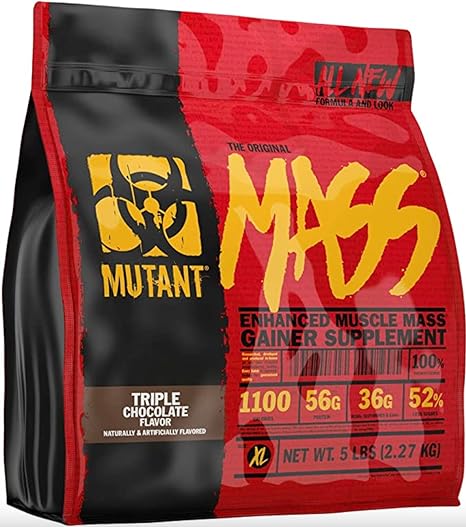 ALL NEW
FORMULA AND LOOK
THE ORIGINAL
MASS®
MUTANT®
ENHANCED MUSCLE MASS
GAINER SUPPLEMENT
100%
TRIPLE
CHOCOLATE
FLAVOR
NATURALLY & ARTIFICIALLY FLAVORED
1100 56G 36G 52%
CALORIES PROTEIN
XL NET WT. 5 LBS (2.27 KG)